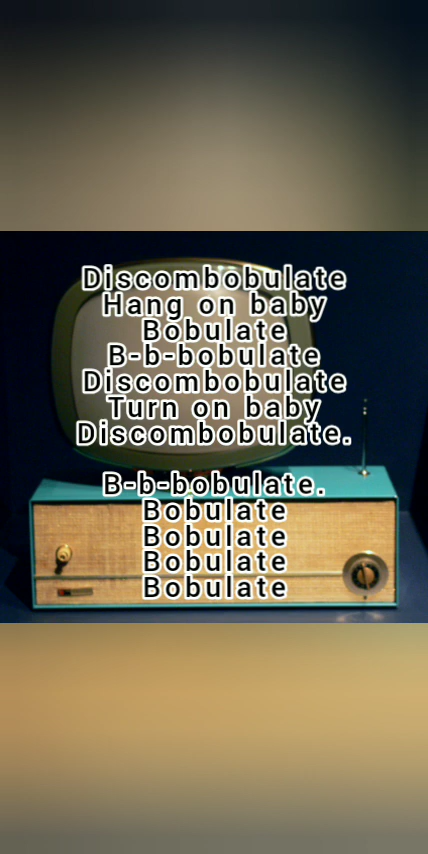 Discombobulate
Hang on baby
Bobulate
B-b-bobulate
Discombobulate
Turn on baby
Discombobulate.

B-b-bobulate.
Bobulate
Bobulate
Bobulate
Bobulate